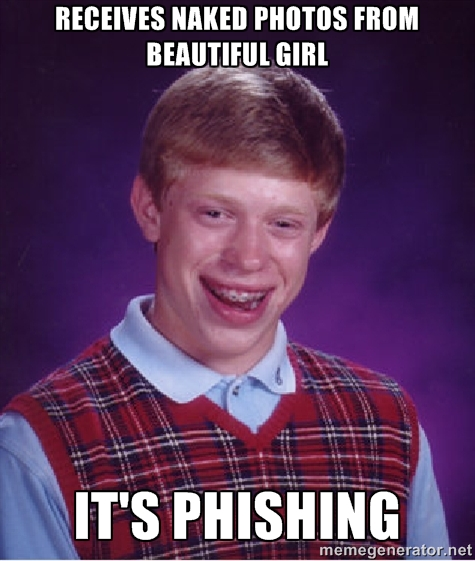 RECEIVES NAKED PHOTOS FROM
BEAUTIFUL GIRL
IT'S PHISHING
memegenerator.net